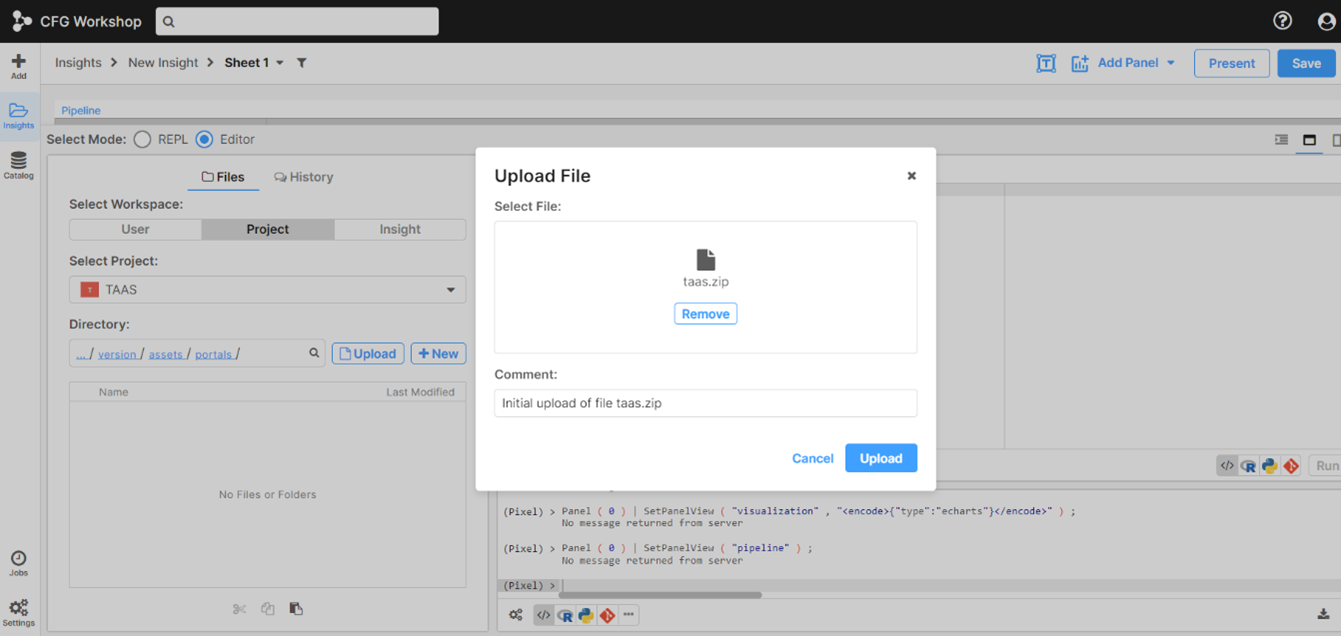 CFG Workshop
Add
Insights > New Insight > Sheet 1
Add Panel
Present
Save
Insights
Pipeline
Catalog
Select Mode: REPL Editor
Files
History
Select Workspace:
User
Project
Insight
Select Project:
T TAAS
Directory:
... / version / assets / portals /
Upload
+ New
Name
Last Modified
No Files or Folders
Upload File
Select File:
taas.zip
Remove
Comment:
Initial upload of file taas.zip
Cancel
Upload
</> R
Run
(Pixel) > Panel ( 0 ) | SetPanelView ( "visualization" , "<encode>{"type":"echarts"}</encode>" ) ;
No message returned from server
(Pixel) > Panel ( 0 ) | SetPanelView ( "pipeline" ) ;
No message returned from server
(Pixel) >
</> R
Jobs
Settings